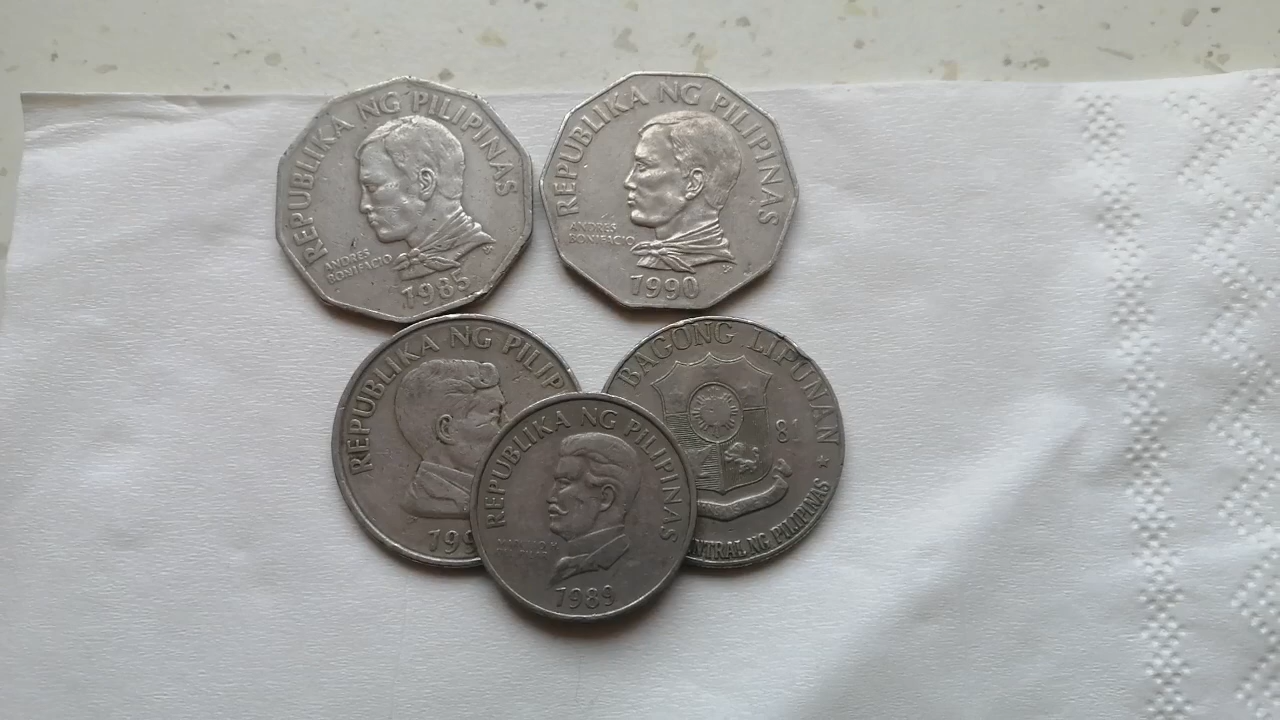 REPUBLIKA NG PILIPINAS
ANDRES
BONIFACIO
1985
REPUBLIKA NG PILIPINAS
ANDRES
BONIFACIO
1990
REPUBLIKA NG PILIP
199
BAGONG LIPUNAN
81
NTRAL NG PILIPINAS
REPUBLIKA NG PILIPINAS
1989